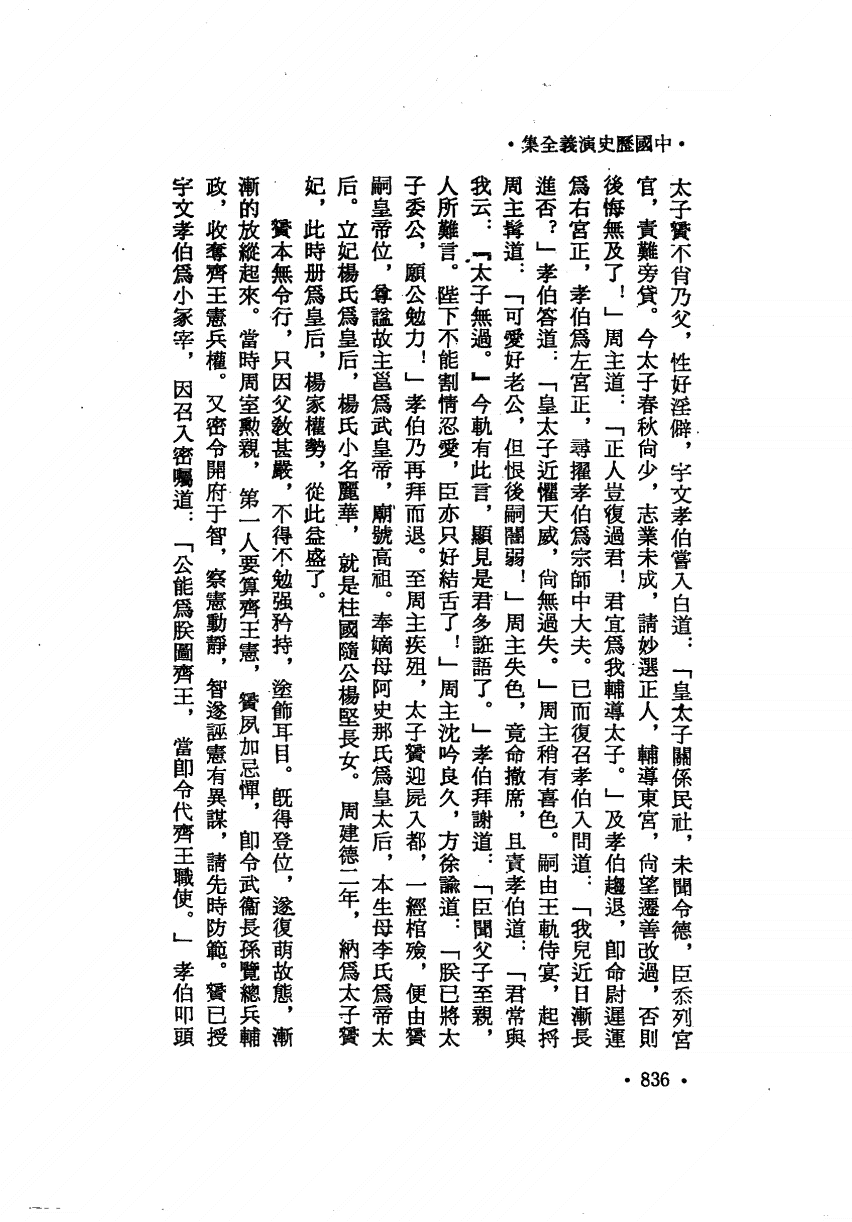 ·中國歷史演義全集·
太子贇不肖乃父，性好淫僻，宇文孝伯嘗入白道：「皇太子關係民社，未聞令德，臣忝列宮
官，責難旁貸。今太子春秋尙少，志業未成，請妙選正人，輔導東宮，尙望遷善改過，否則
後悔無及了！」周主道：「正人豈復過君！君宜爲我輔導太子。」及孝伯趨退，卽命尉遲運
爲右宮正，孝伯爲左宮正，尋擢孝伯爲宗師中大夫。已而復召孝伯入問道：「我兒近日漸長
進否？」孝伯答道：「皇太子近懼天威，尙無過失。」周主稍有喜色。嗣由王軌侍宴，起捋
周主髯道：「可愛好老公，但恨後嗣闇弱！」周主失色，竟命撤席，且責孝伯道：「君常與
我云：『太子無過。』今軌有此言，顯見是君多誑語了。」孝伯拜謝道：「臣聞父子至親，
人所難言。陛下不能割情忍愛，臣亦只好結舌了！」周主沈吟良久，方徐諭道：「朕已將太
子委公，願公勉力！」孝伯乃再拜而退。至周主疾殂，太子贇迎屍入都，一經棺殮，便由贇
嗣皇帝位，尊諡故主邕爲武皇帝，廟號高祖。奉嫡母阿史那氏爲皇太后，本生母李氏爲帝太
后。立妃楊氏爲皇后，楊氏小名麗華，就是柱國隨公楊堅長女。周建德二年，納爲太子贇
妃，此時册爲皇后，楊家權勢，從此益盛了。
贇本無令行，只因父敎甚嚴，不得不勉强矜持，塗飾耳目。旣得登位，遂復萌故態，漸
漸的放縱起來。當時周室勳親，第一人要算齊王憲，贇夙加忌憚，卽令武衞長孫覽總兵輔
政，收奪齊王憲兵權。又密令開府于智，察憲動靜，智遂誣憲有異謀，請先時防範。贇已授
宇文孝伯爲小冢宰，因召入密囑道：「公能爲朕圖齊王，當卽令代齊王職使。」孝伯叩頭
·836·